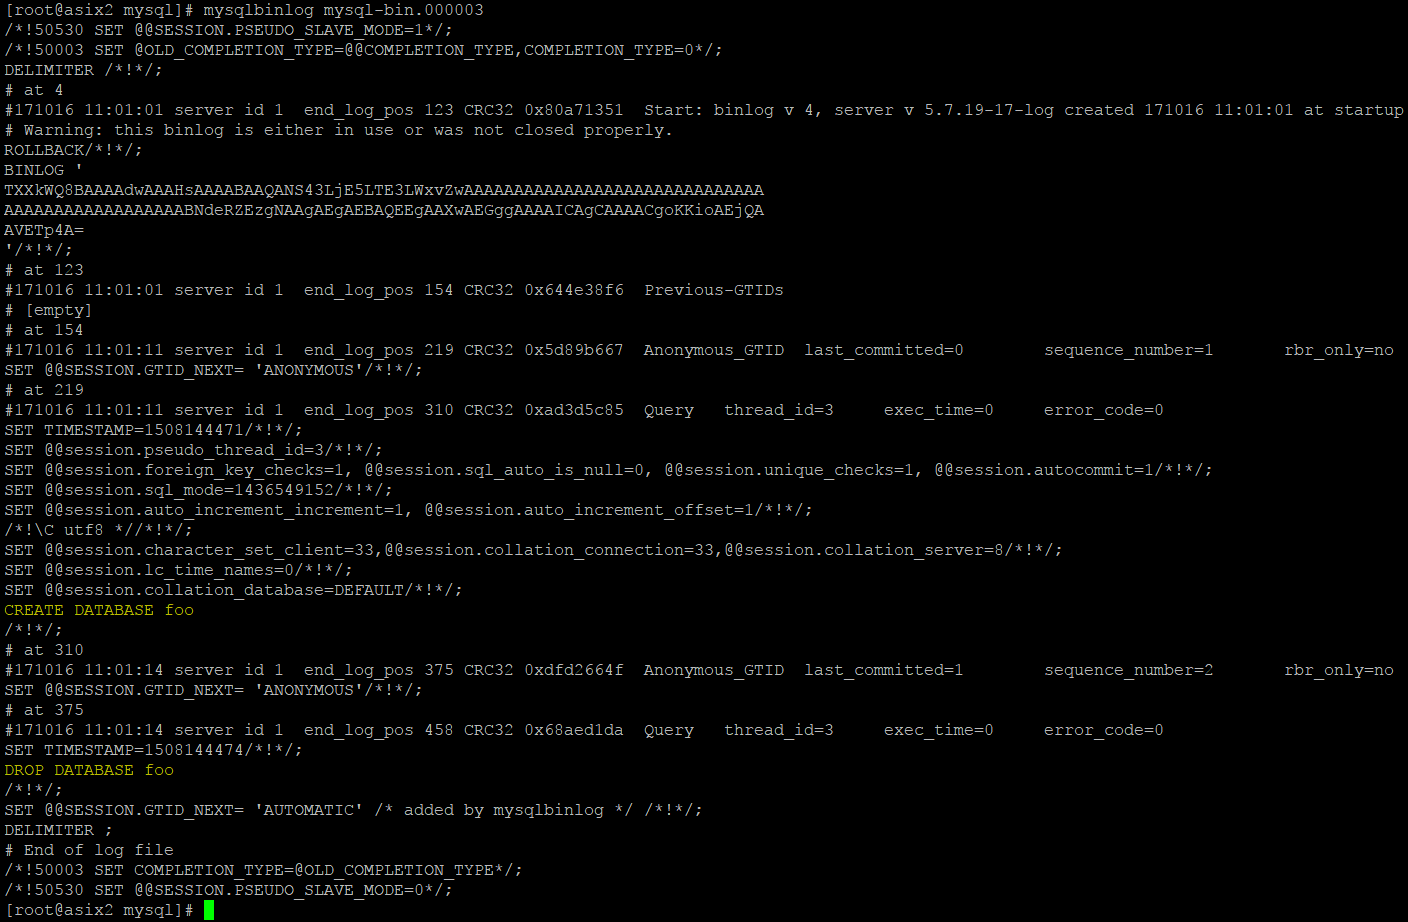 [root@asix2 mysql]# mysqlbinlog mysql-bin.000003
/*!50530 SET @@SESSION.PSEUDO_SLAVE_MODE=1*/;
/*!50003 SET @OLD_COMPLETION_TYPE=@@COMPLETION_TYPE,COMPLETION_TYPE=0*/;
DELIMITER /*!*/;
# at 4
#171016 11:01:01 server id 1  end_log_pos 123 CRC32 0x80a71351  Start: binlog v 4, server v 5.7.19-17-log created 171016 11:01:01 at startup
# Warning: this binlog is either in use or was not closed properly.
ROLLBACK/*!*/;
BINLOG '
TXXkWQ8BAAAAdwAAAHsAAAABAAQANS43LjE5LTE3LWxvZwAAAAAAAAAAAAAAAAAAAAAAAAAAAAAA
AAAAAAAAAAAAAAAAAABNdeRZEzgNAAgAEgAEBAQEEgAAXwAEGggAAAAICAgCAAAACgoKKioAEjQA
AVETp4A=
'/*!*/;
# at 123
#171016 11:01:01 server id 1  end_log_pos 154 CRC32 0x644e38f6  Previous-GTIDs
# [empty]
# at 154
#171016 11:01:11 server id 1  end_log_pos 219 CRC32 0x5d89b667  Anonymous_GTID  last_committed=0        sequence_number=1       rbr_only=no
SET @@SESSION.GTID_NEXT= 'ANONYMOUS'/*!*/;
# at 219
#171016 11:01:11 server id 1  end_log_pos 310 CRC32 0xad3d5c85  Query   thread_id=3     exec_time=0     error_code=0
SET TIMESTAMP=1508144471/*!*/;
SET @@session.pseudo_thread_id=3/*!*/;
SET @@session.foreign_key_checks=1, @@session.sql_auto_is_null=0, @@session.unique_checks=1, @@session.autocommit=1/*!*/;
SET @@session.sql_mode=1436549152/*!*/;
SET @@session.auto_increment_increment=1, @@session.auto_increment_offset=1/*!*/;
/*!\C utf8 *//*!*/;
SET @@session.character_set_client=33,@@session.collation_connection=33,@@session.collation_server=8/*!*/;
SET @@session.lc_time_names=0/*!*/;
SET @@session.collation_database=DEFAULT/*!*/;
CREATE DATABASE foo
/*!*/;
# at 310
#171016 11:01:14 server id 1  end_log_pos 375 CRC32 0xdfd2664f  Anonymous_GTID  last_committed=1        sequence_number=2       rbr_only=no
SET @@SESSION.GTID_NEXT= 'ANONYMOUS'/*!*/;
# at 375
#171016 11:01:14 server id 1  end_log_pos 458 CRC32 0x68aed1da  Query   thread_id=3     exec_time=0     error_code=0
SET TIMESTAMP=1508144474/*!*/;
DROP DATABASE foo
/*!*/;
SET @@SESSION.GTID_NEXT= 'AUTOMATIC' /* added by mysqlbinlog */ /*!*/;
DELIMITER ;
# End of log file
/*!50003 SET COMPLETION_TYPE=@OLD_COMPLETION_TYPE*/;
/*!50530 SET @@SESSION.PSEUDO_SLAVE_MODE=0*/;
[root@asix2 mysql]#